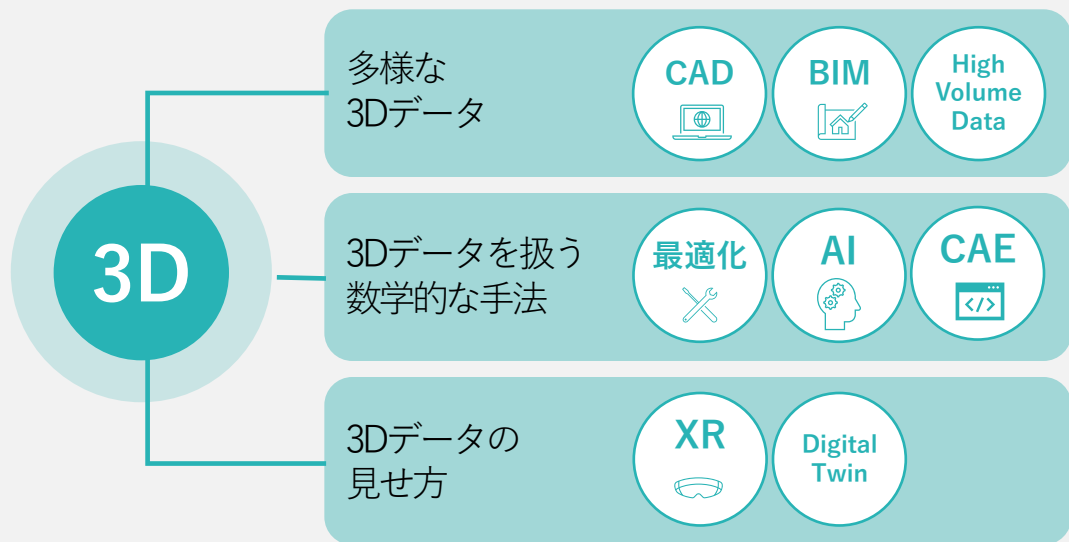 3D
多様な
3Dデータ
CAD
BIM
High
Volume
Data
3Dデータを扱う
数学的な手法
最適化
AI
CAE
</>
3Dデータの
見せ方
XR
Digital
Twin